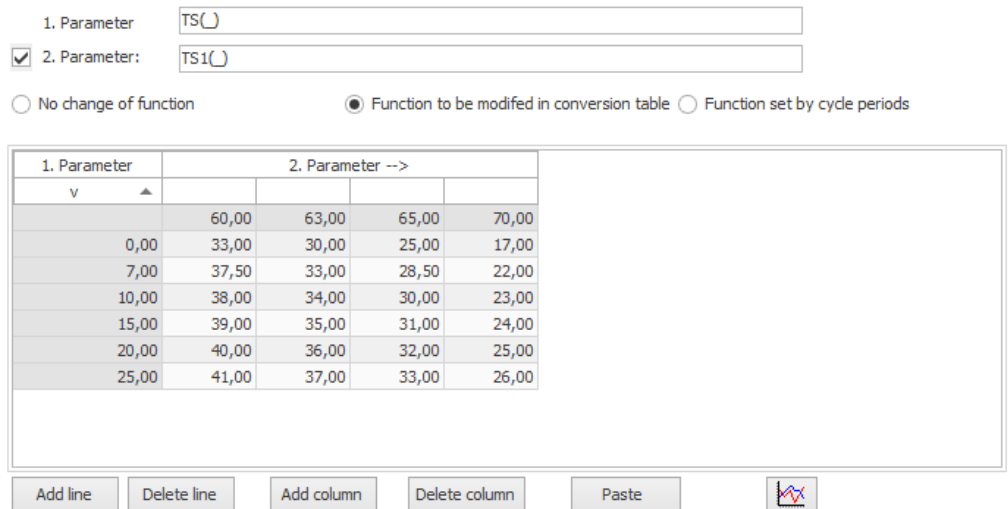 1. Parameter TS(_)
2. Parameter: TS1(_)
No change of function Function to be modifed in conversion table Function set by cycle periods
1. Parameter 2. Parameter -->
v
60,00 63,00 65,00 70,00
0,00 33,00 30,00 25,00 17,00
7,00 37,50 33,00 28,50 22,00
10,00 38,00 34,00 30,00 23,00
15,00 39,00 35,00 31,00 24,00
20,00 40,00 36,00 32,00 25,00
25,00 41,00 37,00 33,00 26,00
Add line Delete line Add column Delete column Paste